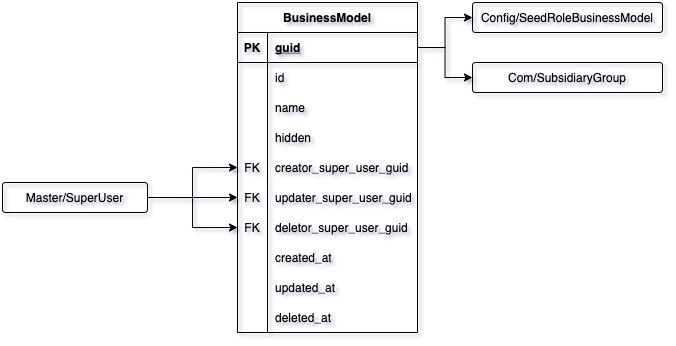 BusinessModel
PK guid
id
name
hidden
FK creator_super_user_guid
FK updater_super_user_guid
FK deletor_super_user_guid
created_at
updated_at
deleted_at
Master/SuperUser
Config/SeedRoleBusinessModel
Com/SubsidiaryGroup